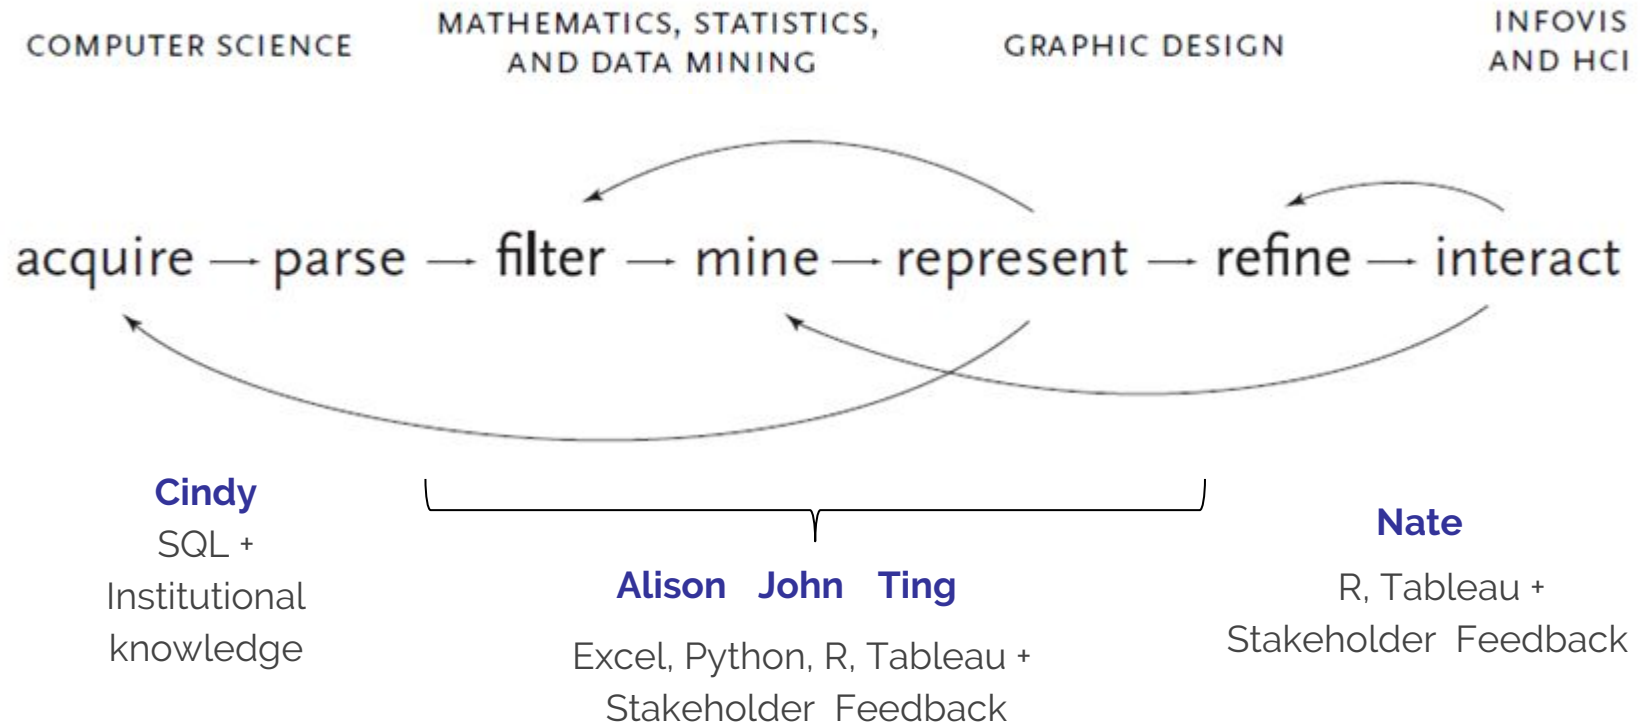 COMPUTER SCIENCE
MATHEMATICS, STATISTICS,
AND DATA MINING
GRAPHIC DESIGN
INFOVIS
AND HCI
acquire → parse → filter → mine → represent → refine → interact
Cindy
SQL +
Institutional
knowledge
Alison John Ting
Excel, Python, R, Tableau +
Stakeholder Feedback
Nate
R, Tableau +
Stakeholder Feedback